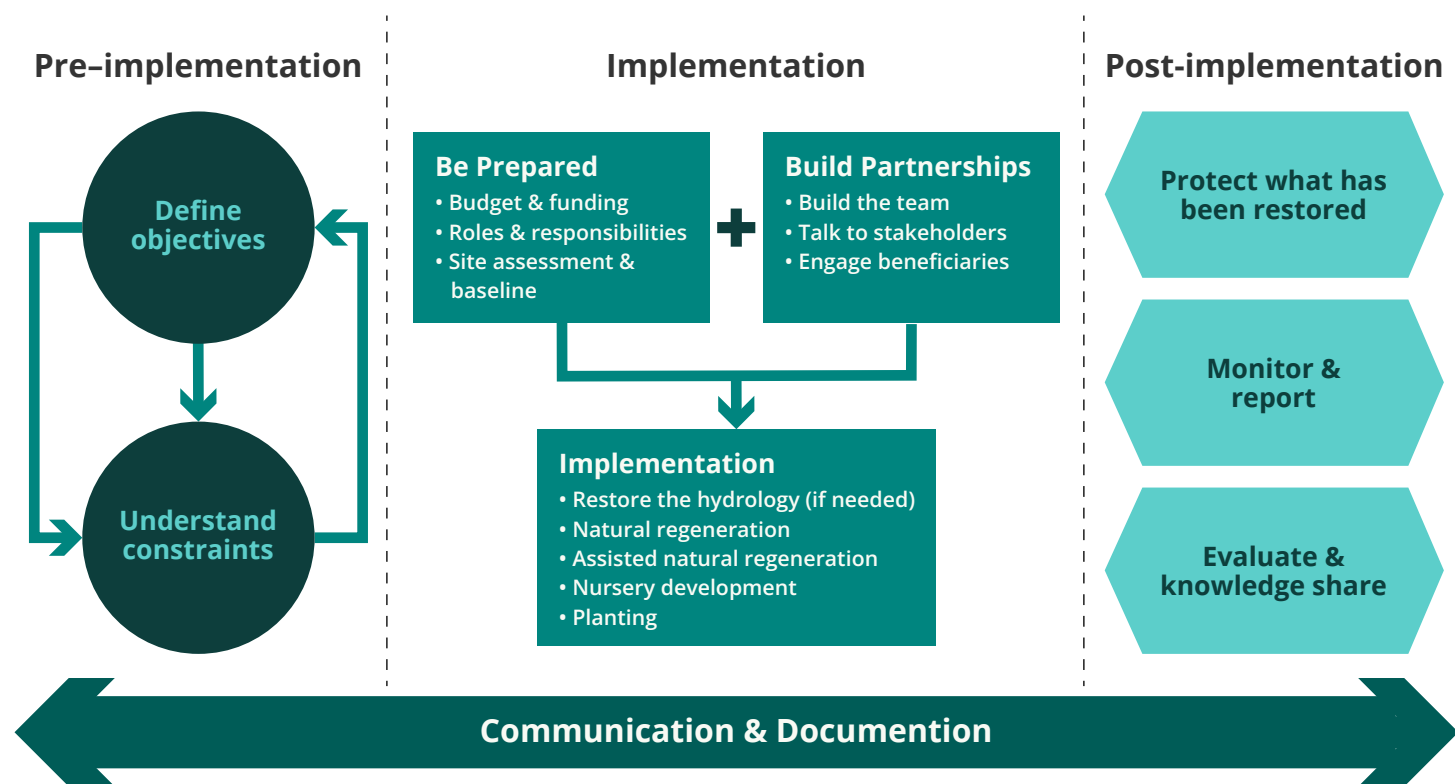 Pre–implementation
Define
objectives
Understand
constraints
Implementation
Be Prepared
• Budget & funding
• Roles & responsibilities
• Site assessment &
baseline
Build Partnerships
• Build the team
• Talk to stakeholders
• Engage beneficiaries
Implementation
• Restore the hydrology (if needed)
• Natural regeneration
• Assisted natural regeneration
• Nursery development
• Planting
Post-implementation
Protect what has
been restored
Monitor &
report
Evaluate &
knowledge share
Communication & Documention